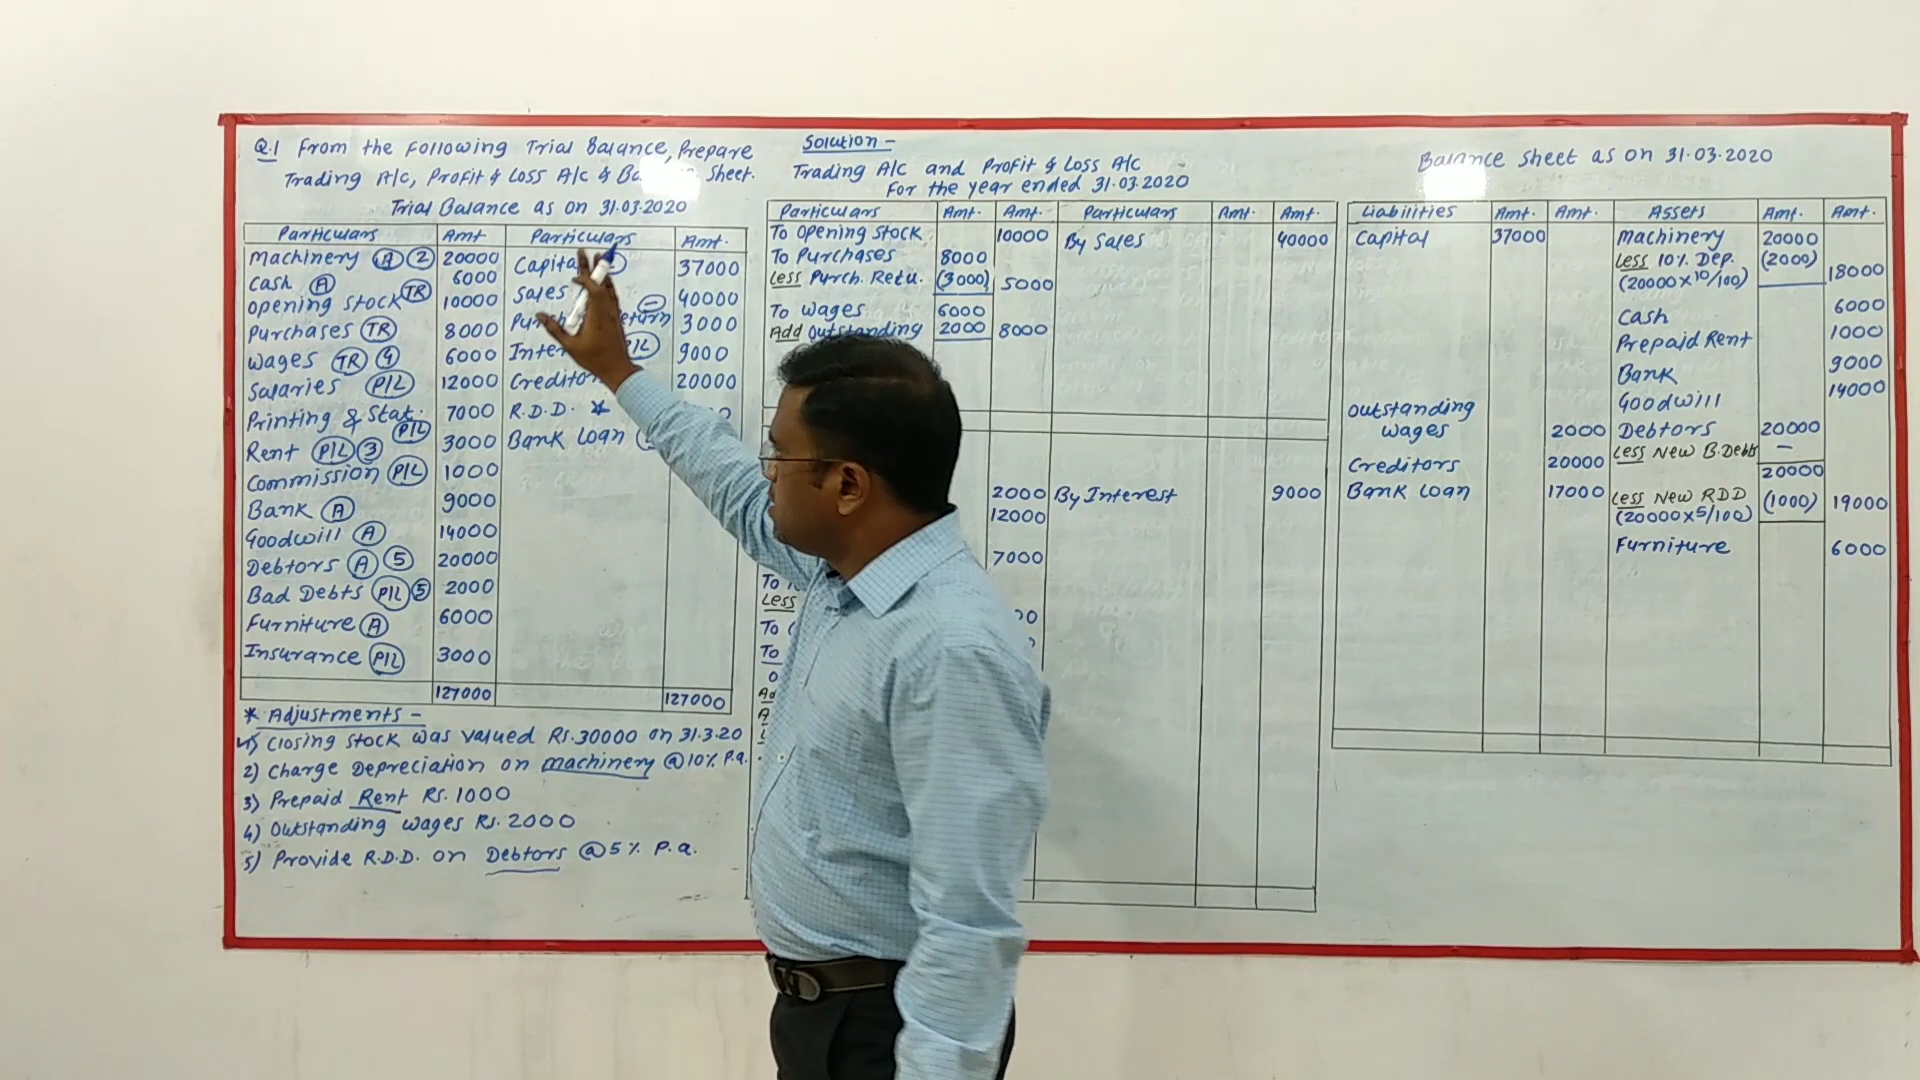 Q.1 From the Following Trial Balance, Prepare
Trading A/c, Profit & Loss A/c & Sheet.
Trial Balance as on 31.03.2020
Particulars Amt Particulars Amt.
Machinery (A) (2) 20000 Capital 37000
Cash (A) 6000 Sales 40000
Opening Stock (TR) 10000 3000
Purchases (TR) 8000 9000
Wages (TR) (4) 6000 20000
Salaries (P/L) 12000 R.D.D. *
Printing & Stat. (P/L) 7000 Bank Loan
Rent (P/L) (3) 3000
Commission (P/L) 1000
Bank (A) 9000
Goodwill (A) 14000
Debtors (A) (5) 20000
Bad Debts (P/L) (5) 2000
Furniture (A) 6000
Insurance (P/L) 3000
127000 127000
* Adjustments -
1) Closing stock was valued Rs.30000 on 31.3.20
2) Charge Depreciation on machinery @10% P.a.
3) Prepaid Rent Rs.1000
4) Outstanding wages Rs.2000
5) Provide R.D.D. on Debtors @5% P.a.
Solution -
Trading A/c and Profit & Loss A/c
For the year ended 31.03.2020
Particulars Amt. Amt. Particulars Amt. Amt.
To Opening Stock 10000 By Sales 40000
To Purchases 8000
Less Purch. Retu. (3000) 5000
To Wages 6000
Add Outstanding 2000 8000
2000 By Interest 9000
12000
7000
To
Less
To
To
Balance Sheet as on 31.03.2020
Liabilities Amt. Amt. Assets Amt. Amt.
Capital 37000 Machinery 20000
Less 10% Dep. (2000)
(20000x10/100) 18000
Cash 6000
Prepaid Rent 1000
Bank 9000
Goodwill 14000
Outstanding
wages 2000 Debtors 20000
Less New B.Debts —
Creditors 20000 20000
Bank Loan 17000 Less New RDD (1000) 19000
(20000x5/100)
Furniture 6000